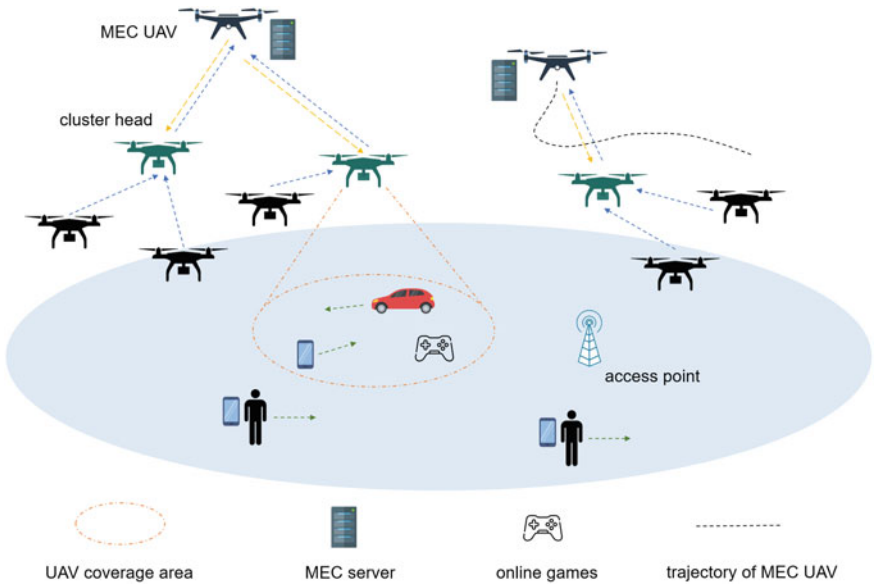 MEC UAV
cluster head
access point
UAV coverage area
MEC server
online games
trajectory of MEC UAV